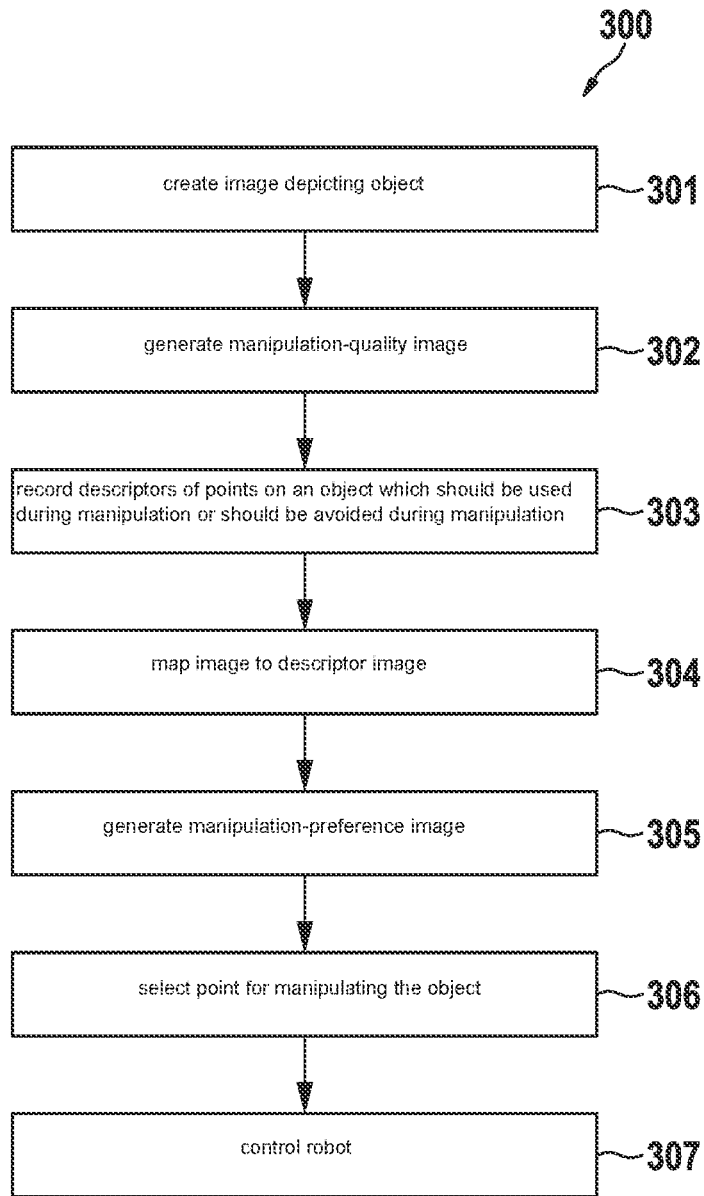 300
create image depicting object
301
generate manipulation-quality image
302
record descriptors of points on an object which should be used
during manipulation or should be avoided during manipulation
303
map image to descriptor image
304
generate manipulation-preference image
305
select point for manipulating the object
306
control robot
307